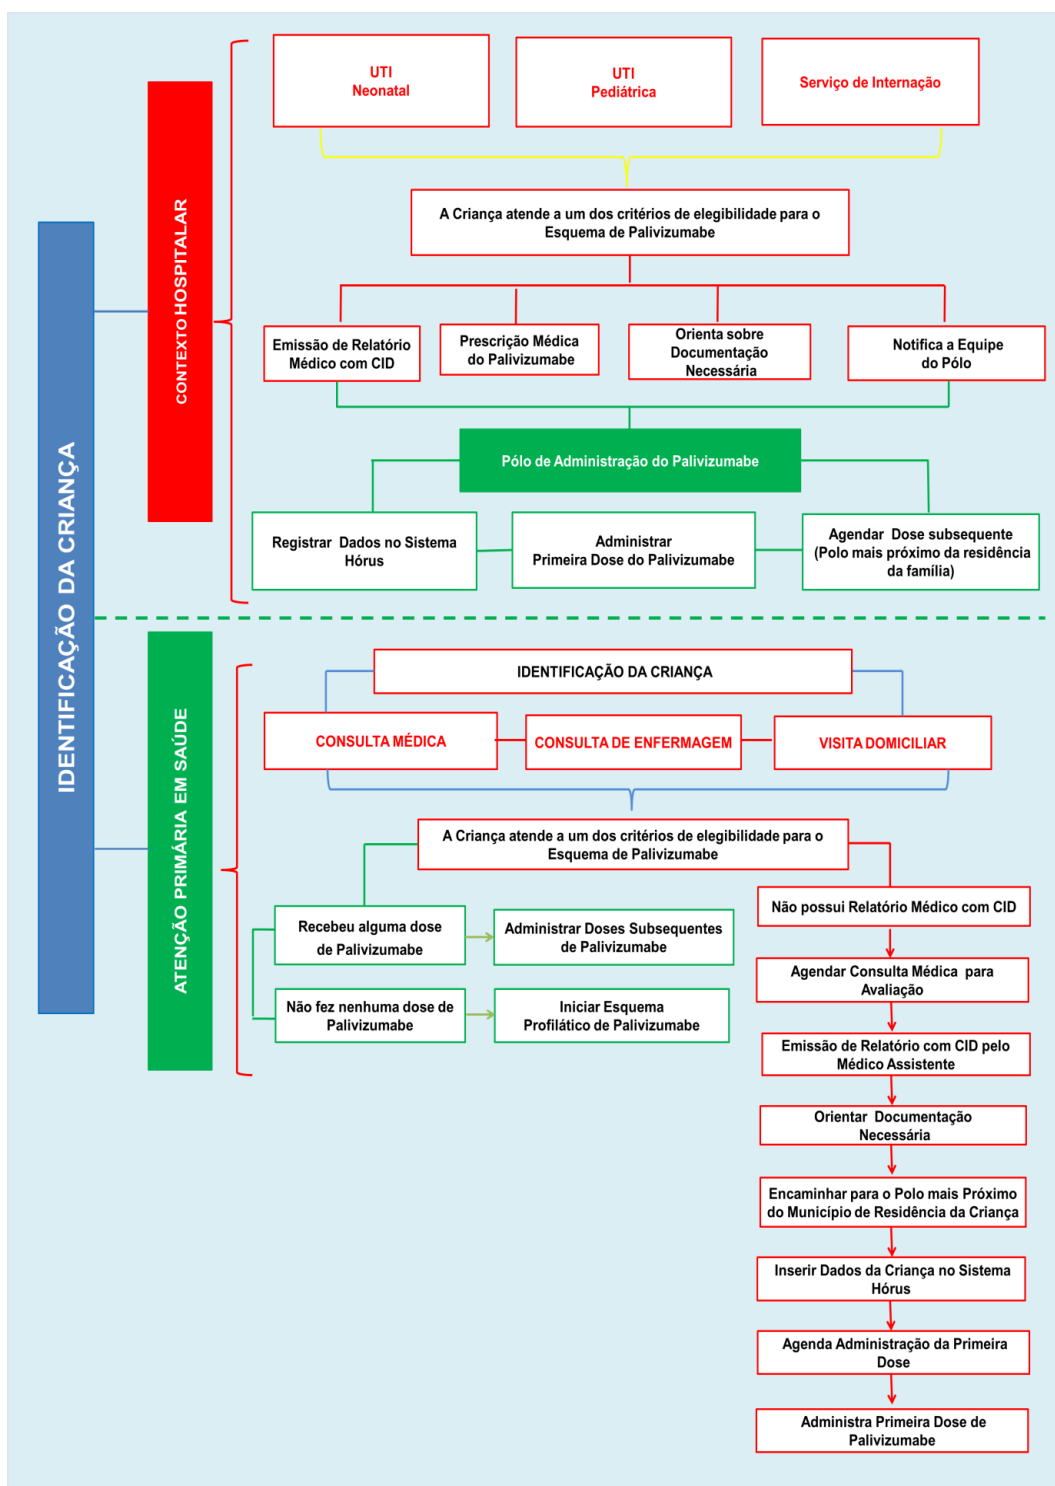 IDENTIFICAÇÃO DA CRIANÇA
CONTEXTO HOSPITALAR
UTI
Neonatal
UTI
Pediátrica
Serviço de Internação
A Criança atende a um dos critérios de elegibilidade para o
Esquema de Palivizumabe
Emissão de Relatório
Médico com CID
Prescrição Médica
do Palivizumabe
Orienta sobre
Documentação
Necessária
Notifica a Equipe
do Pólo
Pólo de Administração do Palivizumabe
Registrar Dados no Sistema
Hórus
Administrar
Primeira Dose do Palivizumabe
Agendar Dose subsequente
(Polo mais próximo da residência
da família)
ATENÇÃO PRIMÁRIA EM SAÚDE
IDENTIFICAÇÃO DA CRIANÇA
CONSULTA MÉDICA
CONSULTA DE ENFERMAGEM
VISITA DOMICILIAR
A Criança atende a um dos critérios de elegibilidade para o
Esquema de Palivizumabe
Recebeu alguma dose
de Palivizumabe
Administrar Doses Subsequentes
de Palivizumabe
Não fez nenhuma dose de
Palivizumabe
Iniciar Esquema
Profilático de Palivizumabe
Não possui Relatório Médico com CID
Agendar Consulta Médica para
Avaliação
Emissão de Relatório com CID pelo
Médico Assistente
Orientar Documentação
Necessária
Encaminhar para o Polo mais Próximo
do Município de Residência da Criança
Inserir Dados da Criança no Sistema
Hórus
Agenda Administração da Primeira
Dose
Administra Primeira Dose de
Palivizumabe